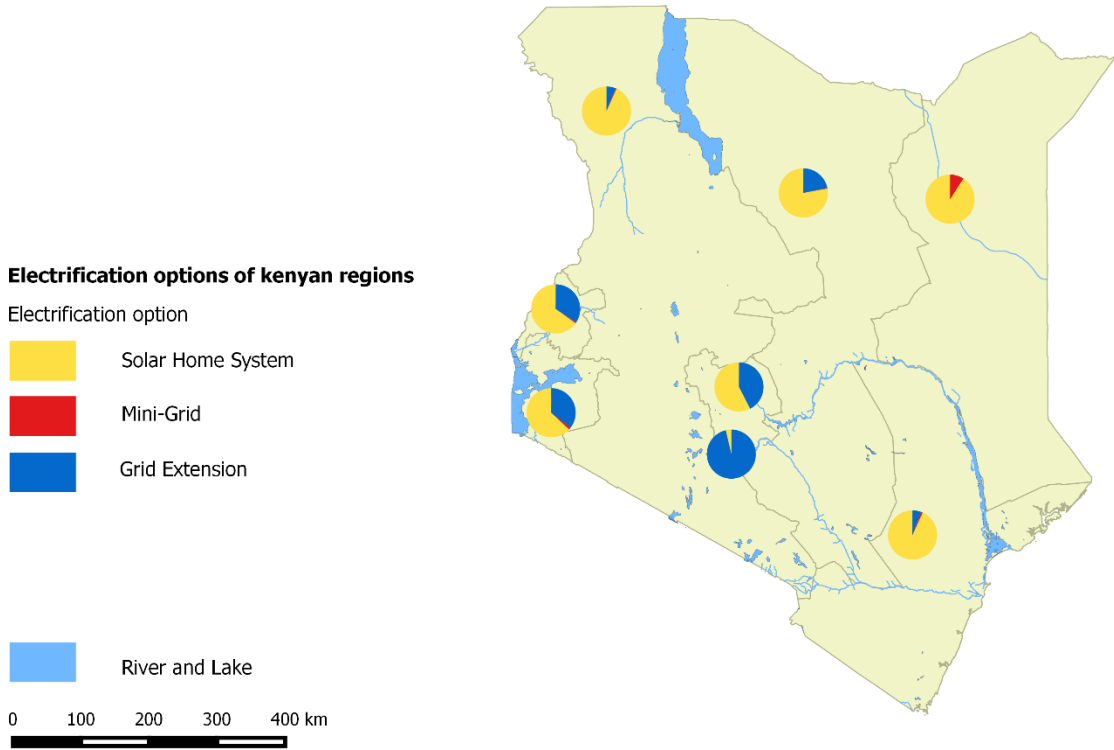 Electrification options of kenyan regions
Electrification option
Solar Home System
Mini-Grid
Grid Extension
River and Lake
0 100 200 300 400 km